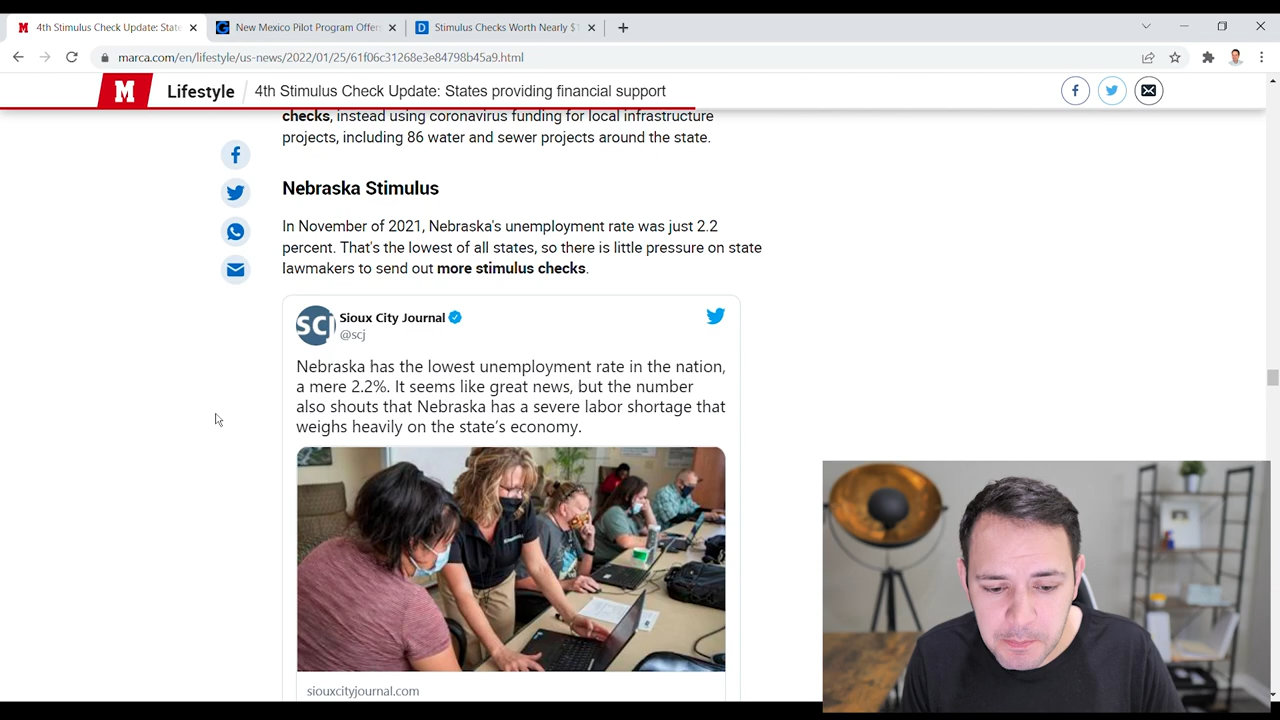 4th Stimulus Check Update: State
New Mexico Pilot Program Offer
Stimulus Checks Worth Nearly $1
marca.com/en/lifestyle/us-news/2022/01/25/61f06c31268e3e84798b45a9.html
M
Lifestyle
4th Stimulus Check Update: States providing financial support
checks, instead using coronavirus funding for local infrastructure
projects, including 86 water and sewer projects around the state.
Nebraska Stimulus
In November of 2021, Nebraska's unemployment rate was just 2.2
percent. That's the lowest of all states, so there is little pressure on state
lawmakers to send out more stimulus checks.
scj
Sioux City Journal
@scj
Nebraska has the lowest unemployment rate in the nation,
a mere 2.2%. It seems like great news, but the number
also shouts that Nebraska has a severe labor shortage that
weighs heavily on the state's economy.
siouxcityjournal.com